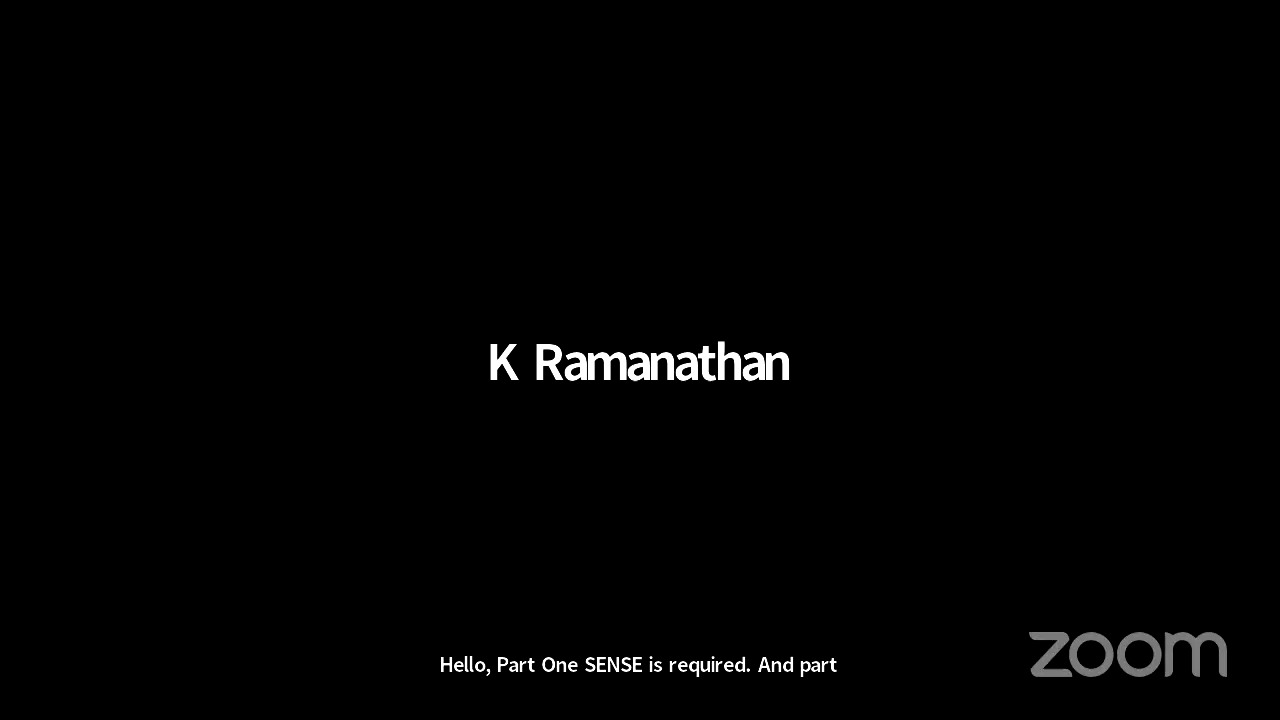 K Ramanathan
Hello, Part One SENSE is required. And part
zoom